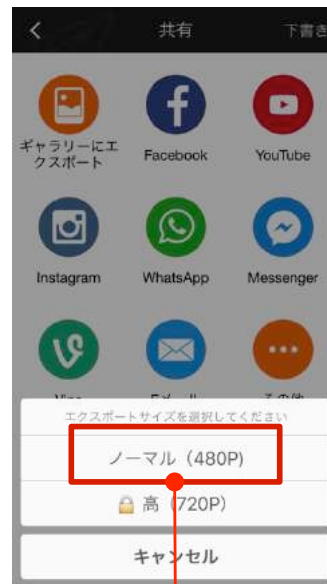 共有
下書き
ギャラリーにエ
クスポート
Facebook
YouTube
Instagram
WhatsApp
Messenger
エクスポートサイズを選択してください
ノーマル（480P)
高（720P）
キャンセル